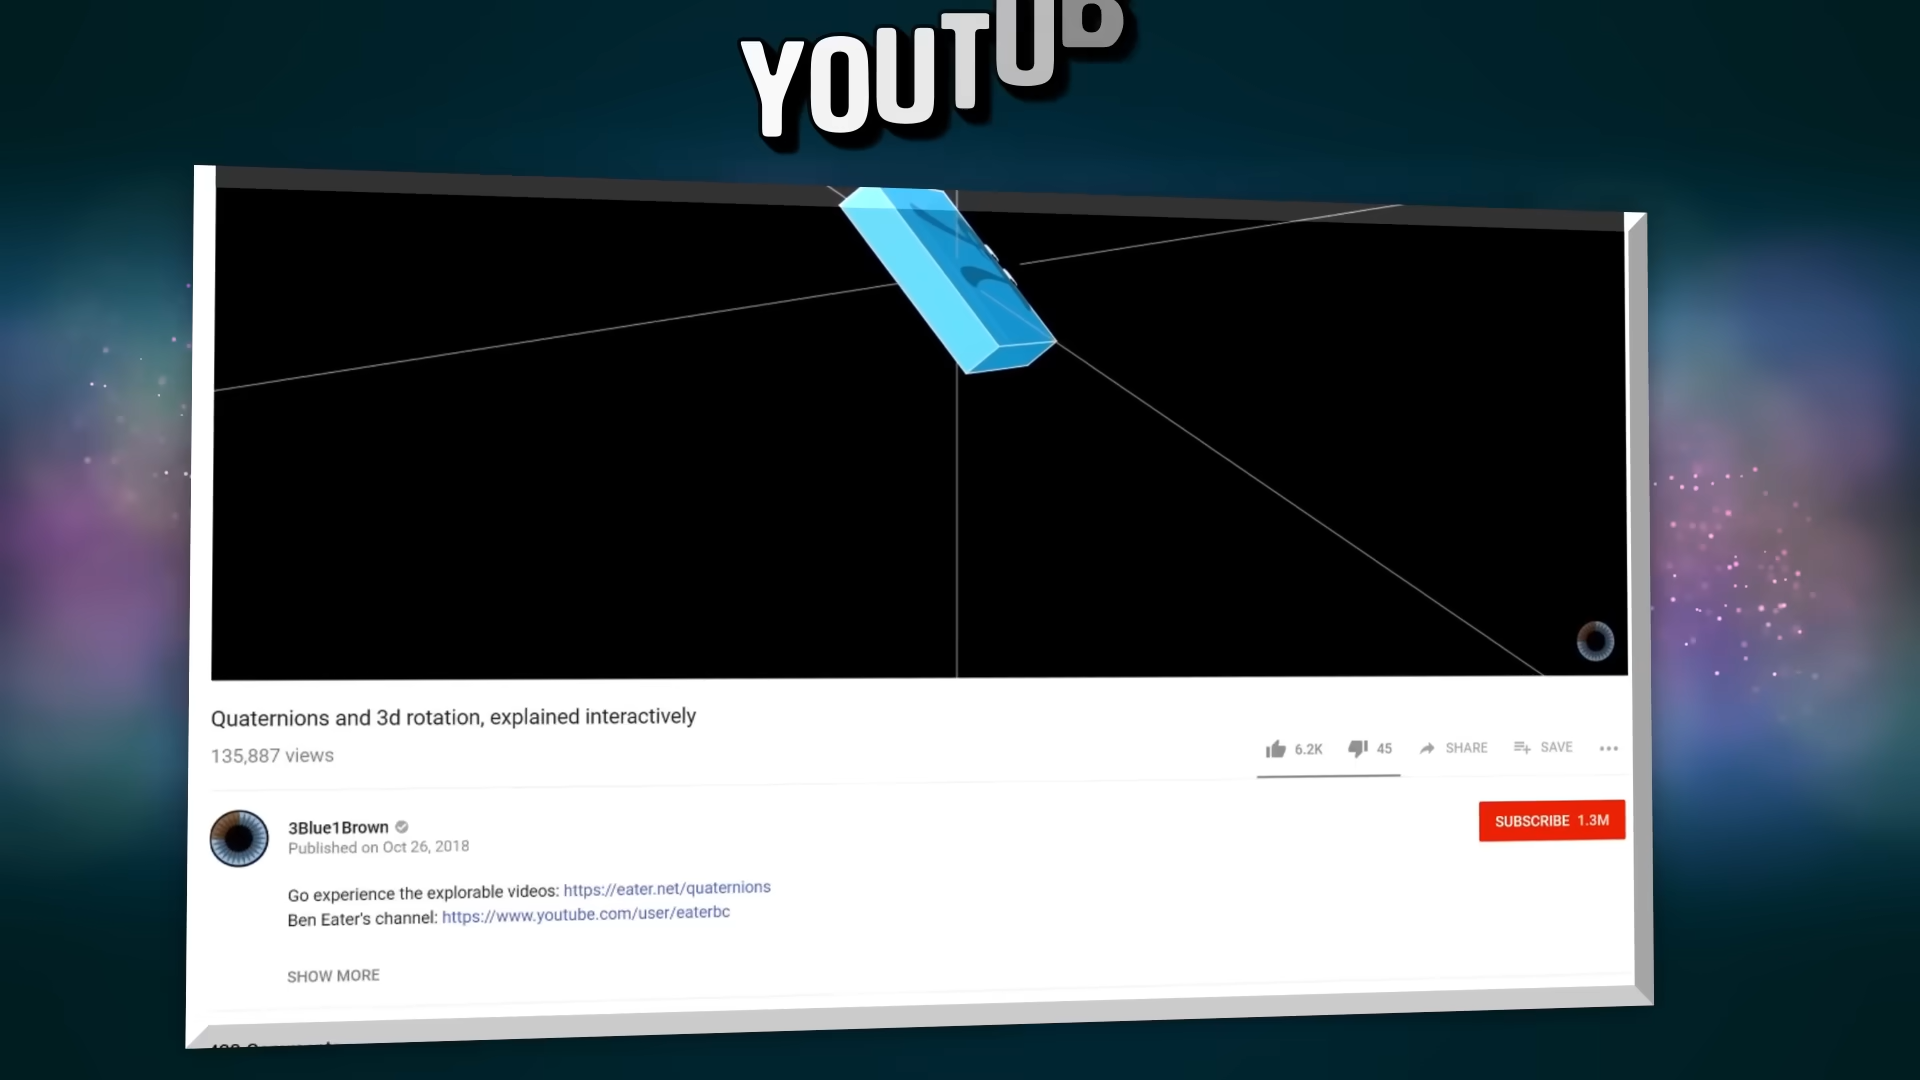 YOUTUB
Quaternions and 3d rotation, explained interactively
135,887 views
6.2K 45 SHARE SAVE
3Blue1Brown
Published on Oct 26, 2018
SUBSCRIBE 1.3M
Go experience the explorable videos: https://eater.net/quaternions
Ben Eater's channel: https://www.youtube.com/user/eaterbc
SHOW MORE